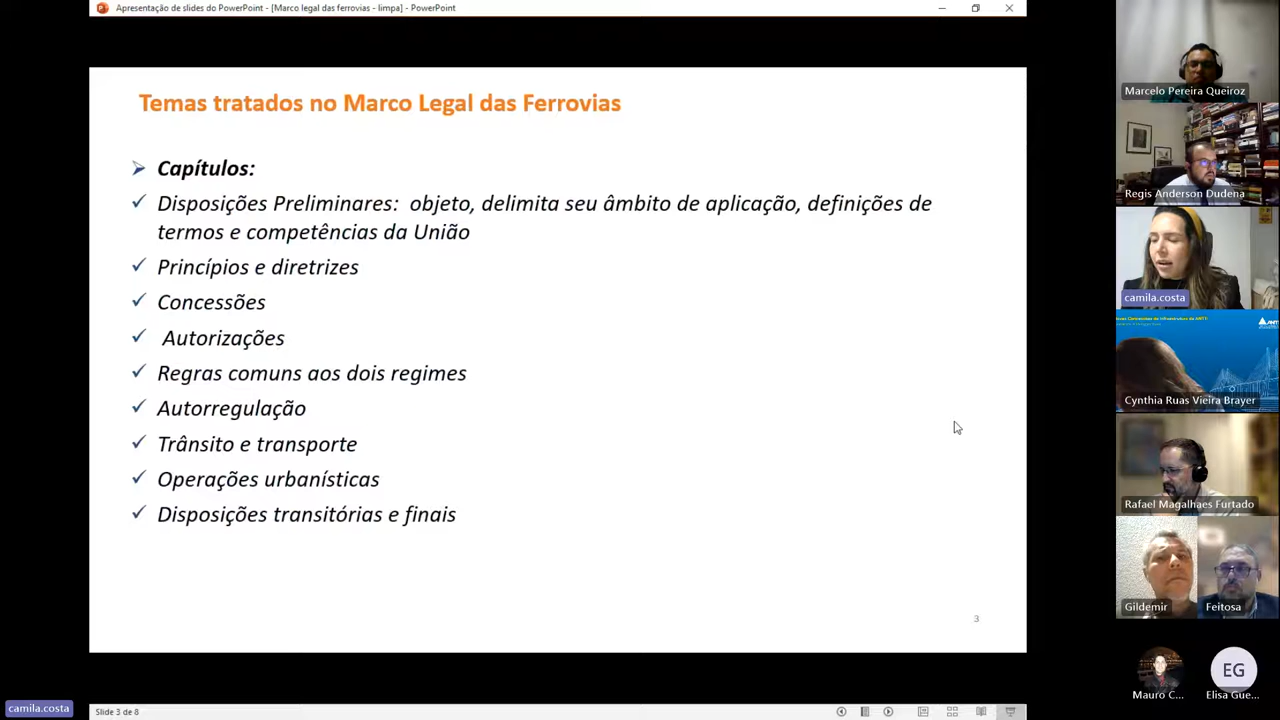 Apresentação de slides do PowerPoint - [Marco legal das ferrovias - limpa] - PowerPoint
Temas tratados no Marco Legal das Ferrovias
Capítulos:
Disposições Preliminares: objeto, delinita seu âmbito de aplicação, definições de
termos e competências da União
Princípios e diretrizes
Concessões
Autorizações
Regras comuns aos dois regimes
Autorregulação
Trânsito e transporte
Operações urbanísticas
Disposições transitórias e finais
3
Slide 3 de 8
camila.costa
Marcelo Pereira Queiroz
Regis Anderson Dudena
camila.costa
ANTT
Cynthia Ruas Vieira Brayer
Rafael Magalhaes Furtado
Gildemir
Feitosa
Mauro C...
EG
Elisa Gue...